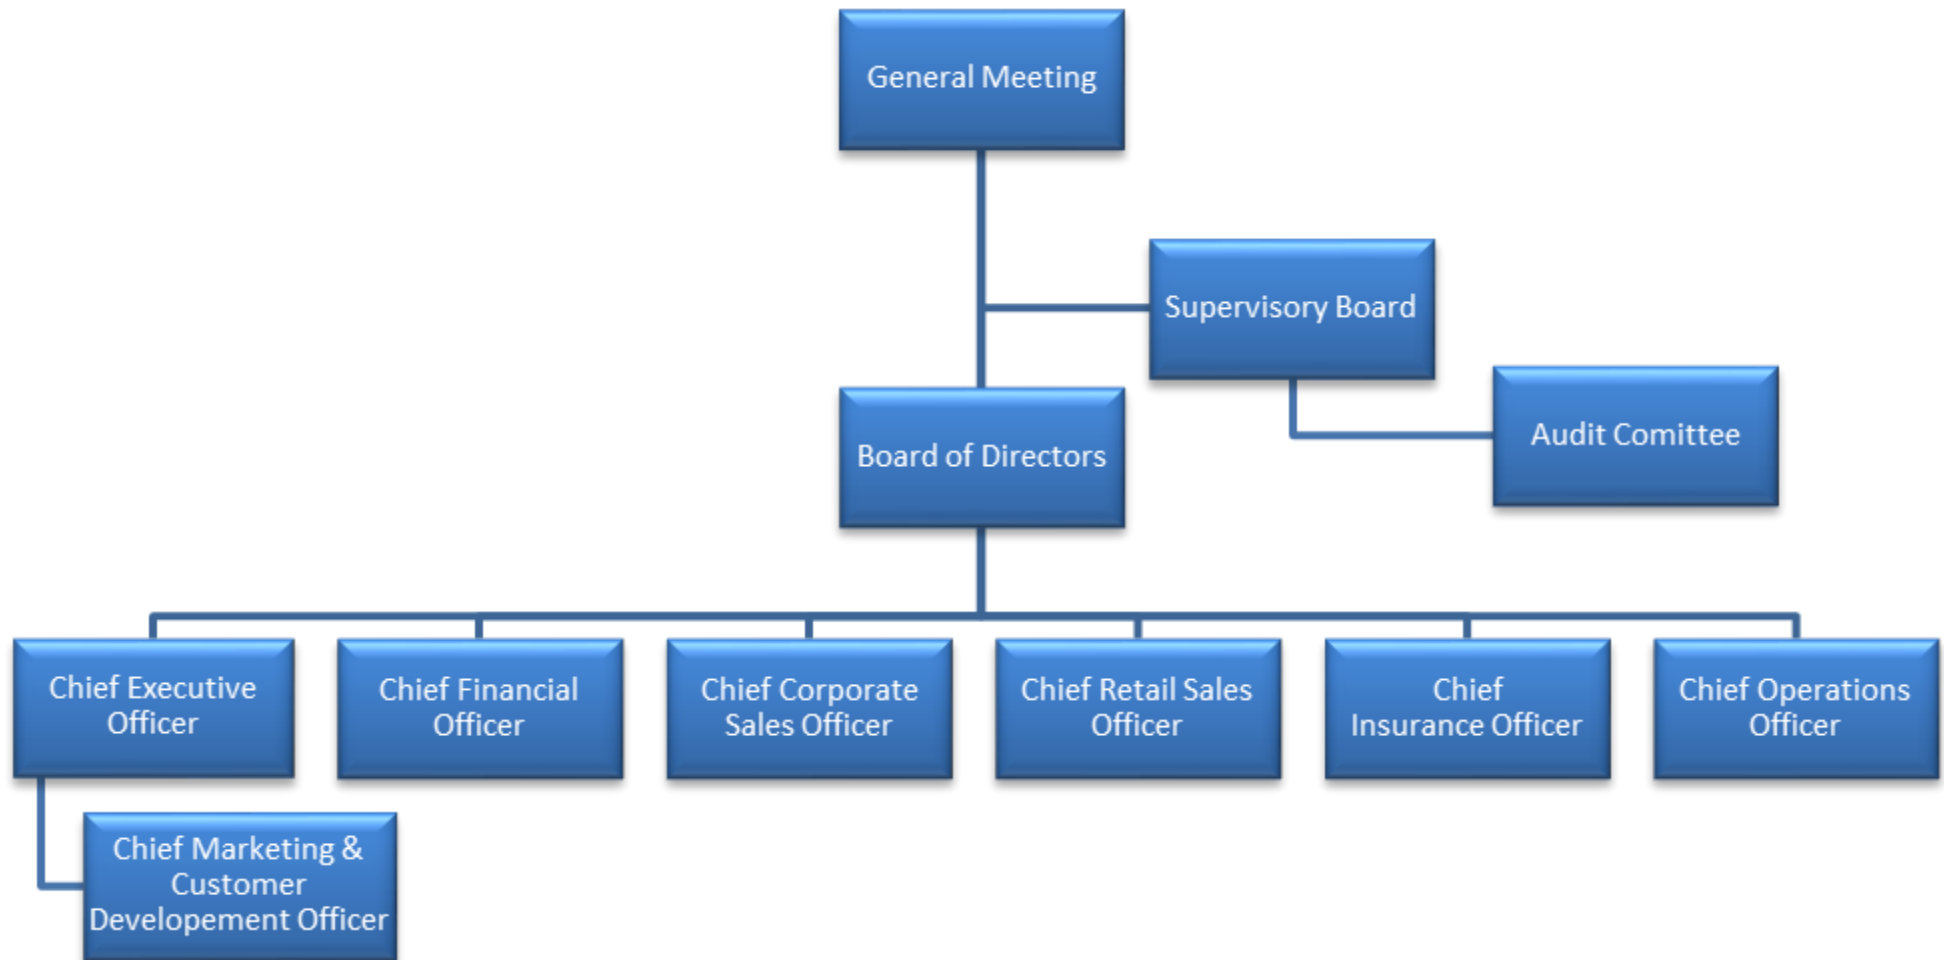 General Meeting
Supervisory Board
Audit Comittee
Board of Directors
Chief Executive
Officer
Chief Financial
Officer
Chief Corporate
Sales Officer
Chief Retail Sales
Officer
Chief
Insurance Officer
Chief Operations
Officer
Chief Marketing &
Customer
Developement Officer